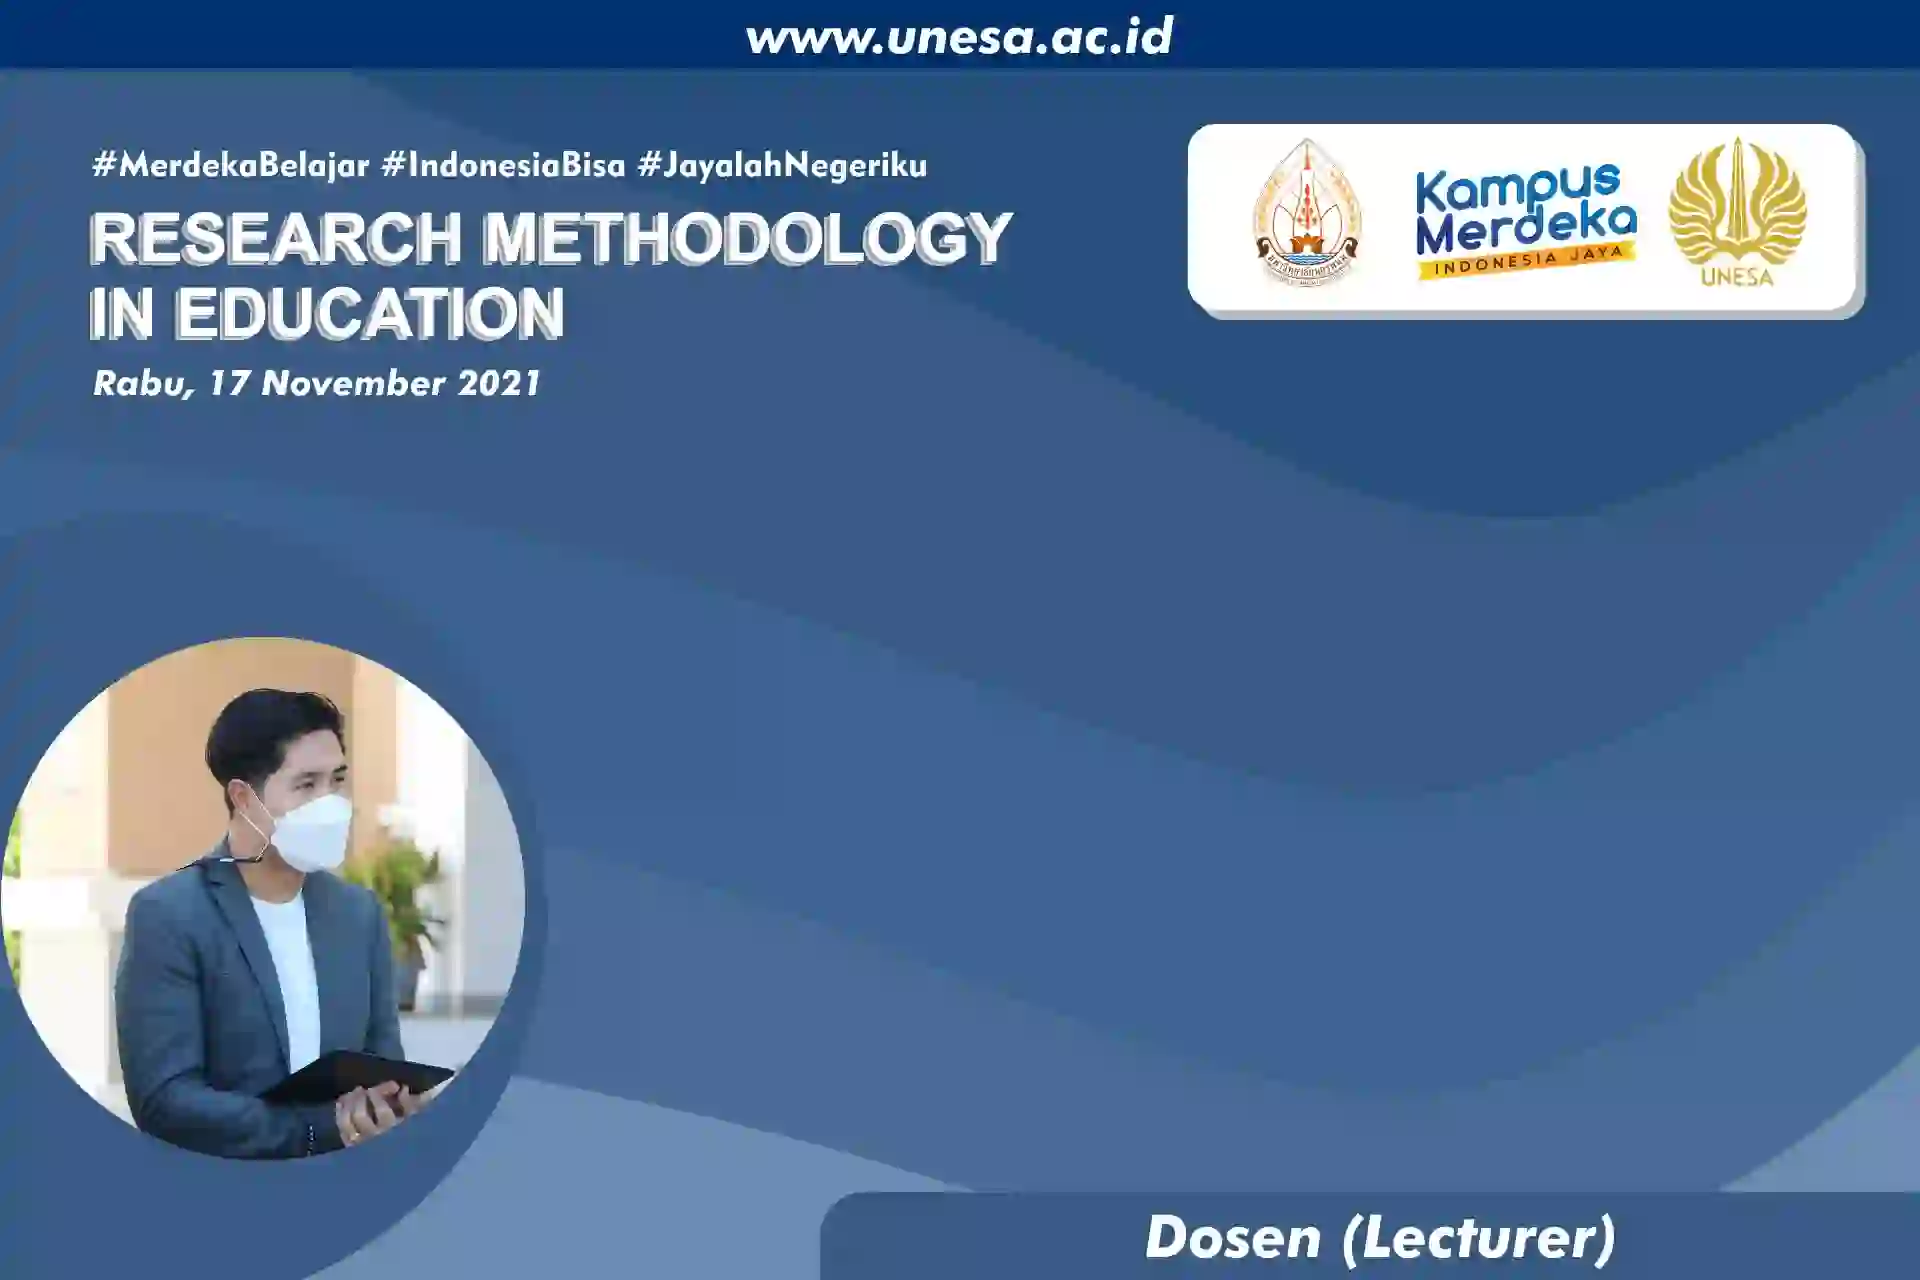 www.unesa.ac.id
#MerdekaBelajar #IndonesiaBisa #JayalahNegeriku
RESEARCH METHODOLOGY
IN EDUCATION
Rabu, 17 November 2021
Kampus
Merdeka
INDONESIA JAYA
UNESA
Dosen (Lecturer)